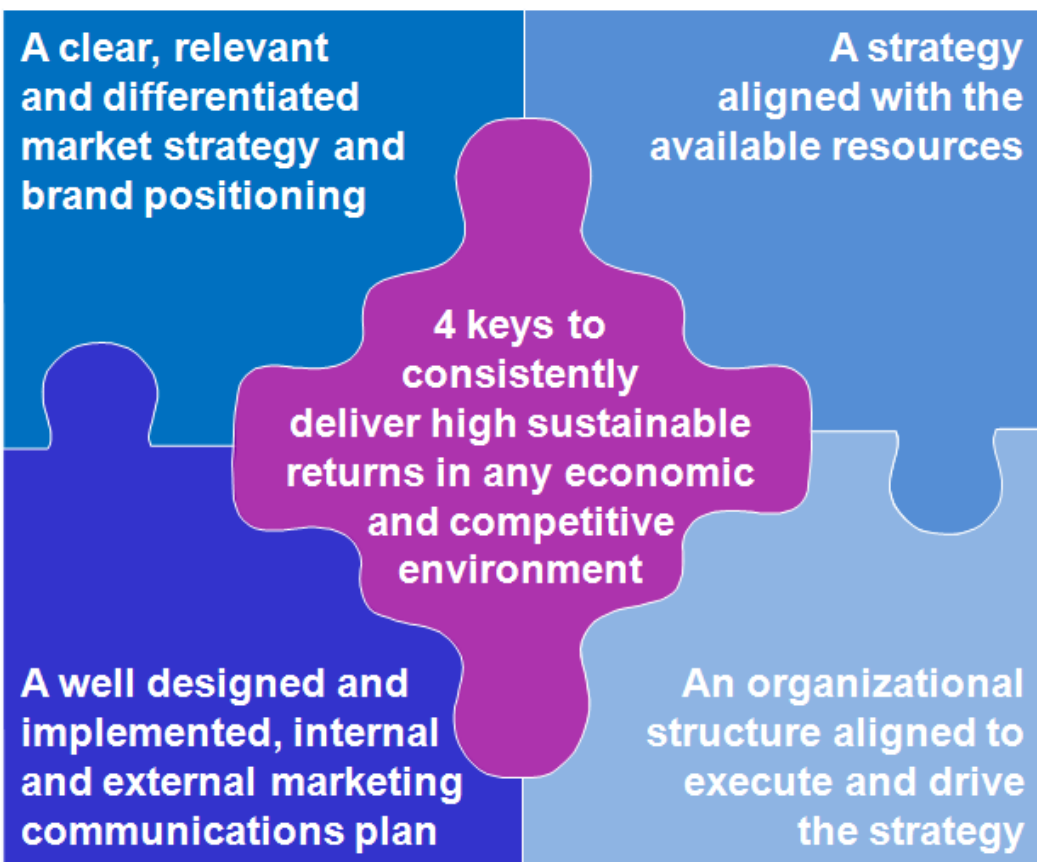 A clear, relevant
and differentiated
market strategy and
brand positioning
A strategy
aligned with the
available resources
4 keys to
consistently
deliver high sustainable
returns in any economic
and competitive
environment
A well designed and
implemented, internal
and external marketing
communications plan
An organizational
structure aligned to
execute and drive
the strategy